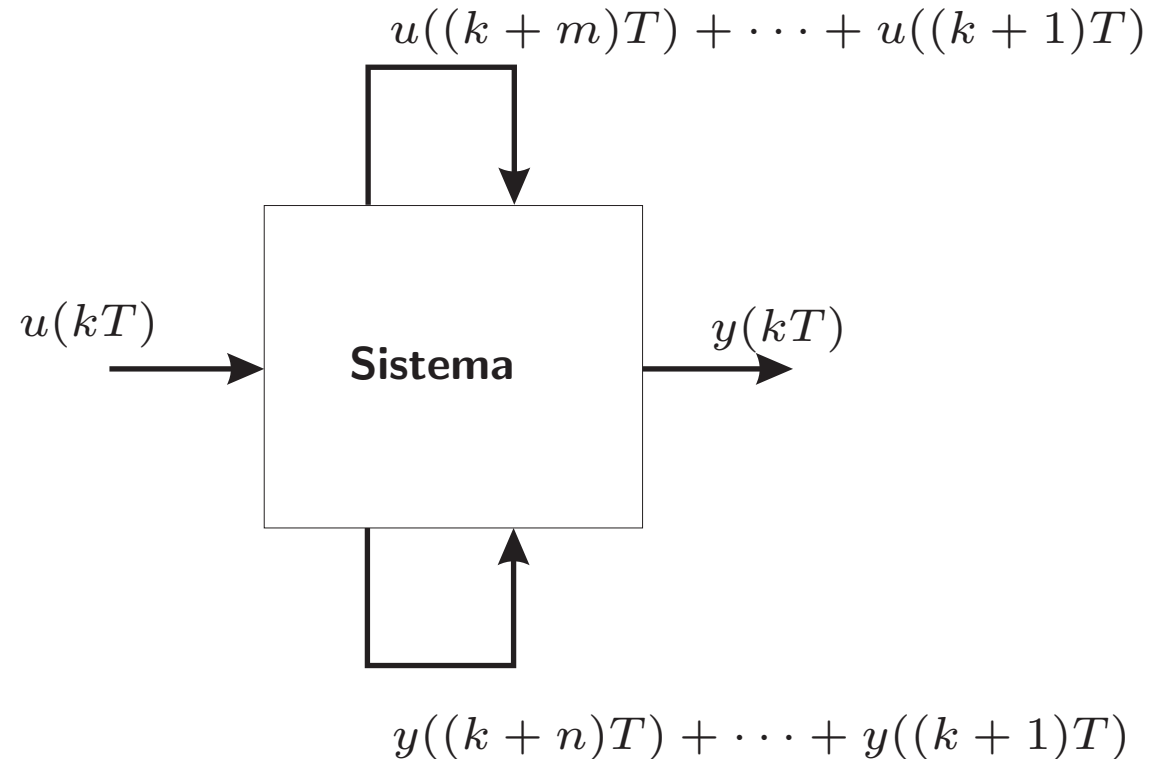 u((k + m)T) + · · · + u((k + 1)T)
u(kT)
y(kT)
Sistema
y((k + n)T) + · · · + y((k + 1)T)